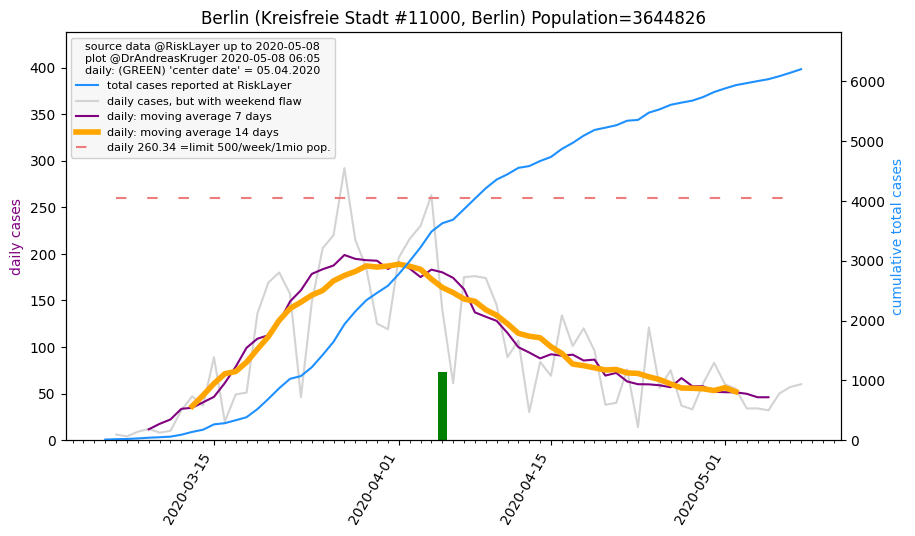 Berlin (Kreisfreie Stadt #11000, Berlin) Population=3644826
source data @RiskLayer up to 2020-05-08
plot @DrAndreasKruger 2020-05-08 06:05
daily: (GREEN) 'center date' = 05.04.2020
total cases reported at RiskLayer
daily cases, but with weekend flaw
daily: moving average 7 days
daily: moving average 14 days
daily 260.34 =limit 500/week/1mio pop.
daily cases
400
350
300
250
200
150
100
50
0
6000
5000
4000
3000
2000
1000
0
cumulative total cases
2020-03-15
2020-04-01
2020-04-15
2020-05-01